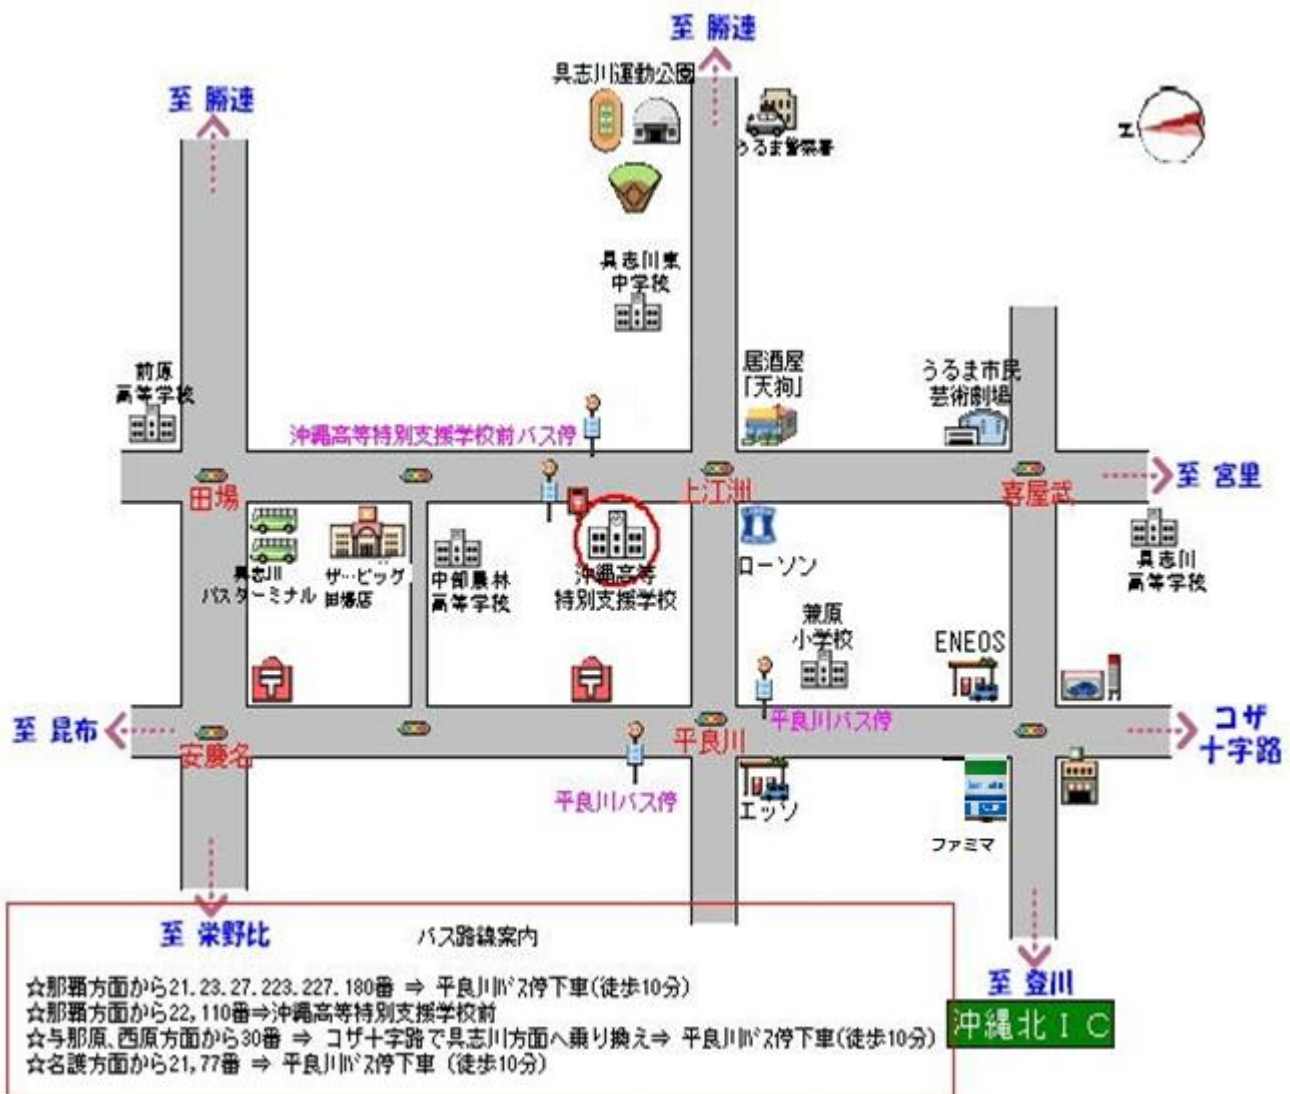 至 勝連
具志川運動公園
至 勝連
うるま警察署
N
具志川東
中学校
前原
高等学校
居酒屋
「天狗」
うるま市民
芸術劇場
沖縄高等特別支援学校前バス停
田場
上江洲
喜屋武
至 宮里
具志川
バスターミナル
ザ・ビッグ
田場店
中部農林
高等学校
沖縄高等
特別支援学校
ローソン
具志川
高等学校
兼原
小学校
ENEOS
至 昆布
安慶名
平良川
平良川バス停
コザ
十字路
平良川バス停
エッソ
ファミマ
至 栄野比
バス路線案内
至 登川
沖縄北IC
☆那覇方面から21.23.27.223.227.180番 ⇒ 平良川バス停下車(徒歩10分)
☆那覇方面から22,110番⇒沖縄高等特別支援学校前
☆与那原、西原方面から30番 ⇒ コザ十字路で具志川方面へ乗り換え⇒ 平良川バス停下車(徒歩10分)
☆名護方面から21,77番 ⇒ 平良川バス停下車 (徒歩10分)